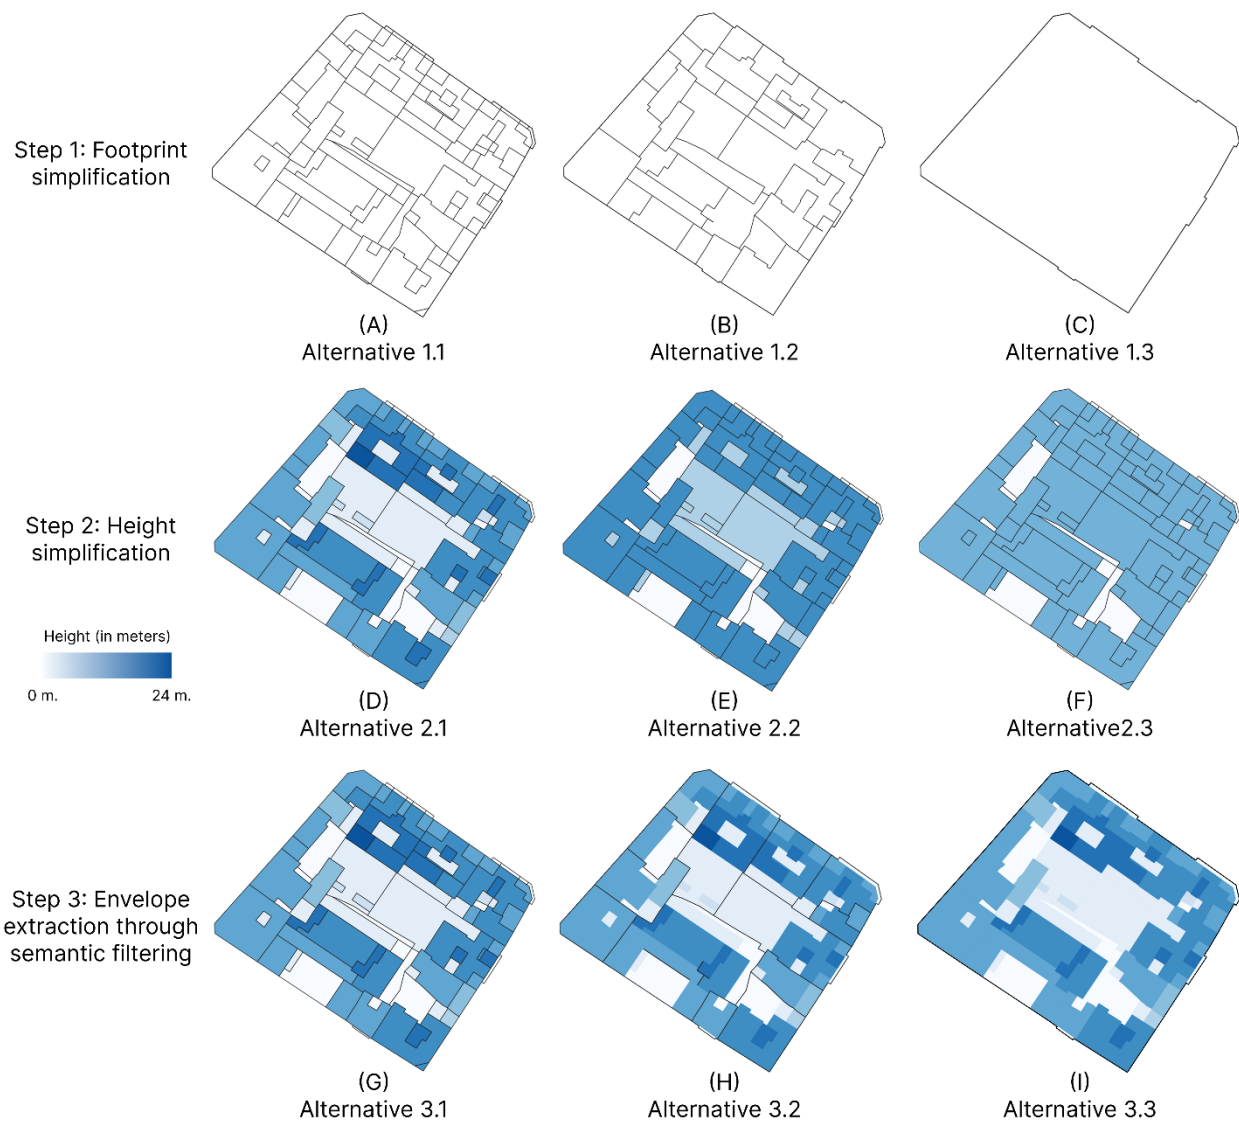 Step 1: Footprint
simplification
(A)
Alternative 1.1
(B)
Alternative 1.2
(C)
Alternative 1.3
Step 2: Height
simplification
Height (in meters)
0 m.
24 m.
(D)
Alternative 2.1
(E)
Alternative 2.2
(F)
Alternative2.3
Step 3: Envelope
extraction through
semantic filtering
(G)
Alternative 3.1
(H)
Alternative 3.2
(I)
Alternative 3.3